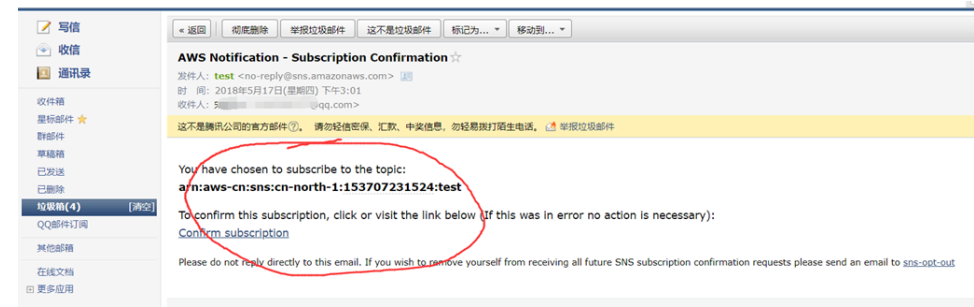 写信
收信
通讯录
收件箱
星标邮件
群邮件
草稿箱
已发送
已删除
垃圾箱(4) [清空]
QQ邮件订阅
其他邮箱
在线文档
更多应用
« 返回 彻底删除 举报垃圾邮件 这不是垃圾邮件 标记为... 移动到...
AWS Notification - Subscription Confirmation
发件人: test <no-reply@sns.amazonaws.com>
时 间: 2018年5月17日(星期四) 下午3:01
收件人: 5 @qq.com>
这不是腾讯公司的官方邮件?。 请勿轻信密保、汇款、中奖信息，勿轻易拨打陌生电话。 举报垃圾邮件
You have chosen to subscribe to the topic:
arn:aws-cn:sns:cn-north-1:153707231524:test
To confirm this subscription, click or visit the link below (If this was in error no action is necessary):
Confirm subscription
Please do not reply directly to this email. If you wish to remove yourself from receiving all future SNS subscription confirmation requests please send an email to sns-opt-out